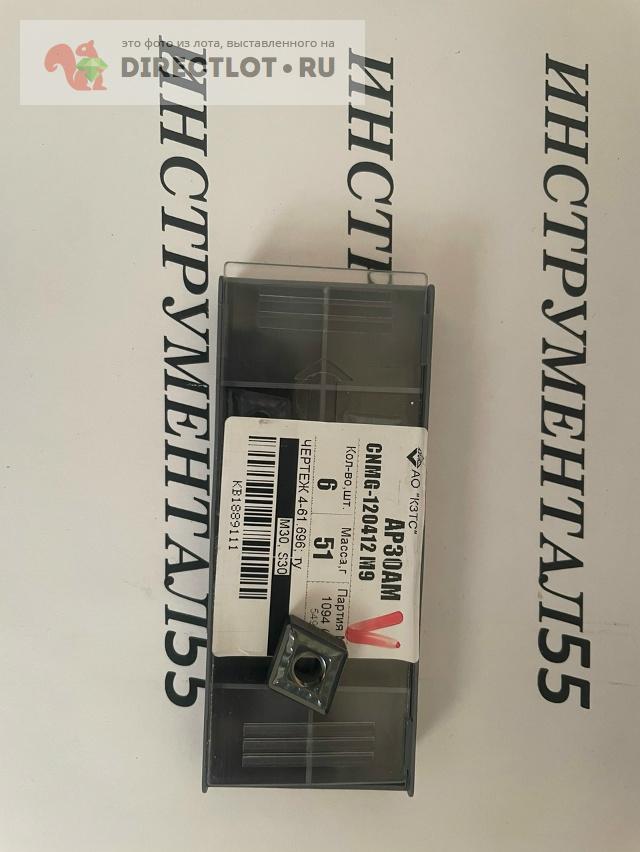 это фото из лота, выставленного на
DIRECTLOT.RU
ИНСТРУМЕНТАЛ55
ИНСТР
ИНСТРУМЕНТАЛ55
АО "КЗТС"
AP30AM
CNMG-120412 M9
Кол-во,шт. Масса,г Партия
6 51 1094
ЧЕРТЕЖ 4-61.696; ту
M30, S30
КВ1889111